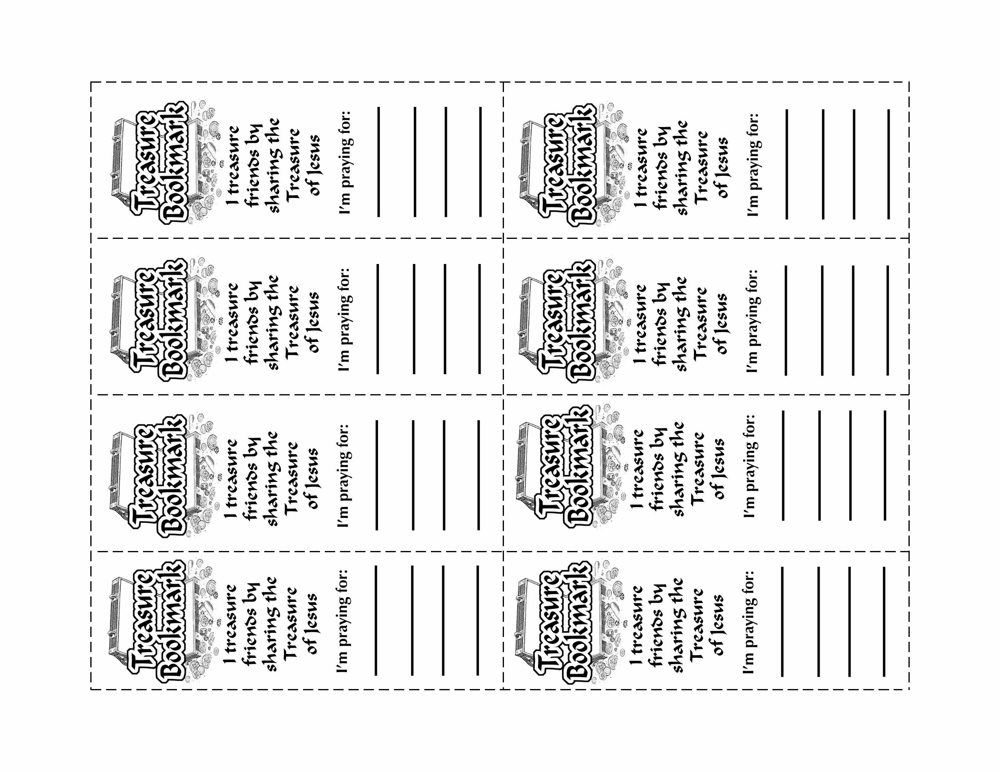 Treasure
Bookmark
I treasure
friends by
sharing the
Treasure
of Jesus
I'm praying for:
Treasure
Bookmark
I treasure
friends by
sharing the
Treasure
of Jesus
I'm praying for:
Treasure
Bookmark
I treasure
friends by
sharing the
Treasure
of Jesus
I'm praying for:
Treasure
Bookmark
I treasure
friends by
sharing the
Treasure
of Jesus
I'm praying for:
Treasure
Bookmark
I treasure
friends by
sharing the
Treasure
of Jesus
I'm praying for:
Treasure
Bookmark
I treasure
friends by
sharing the
Treasure
of Jesus
I'm praying for:
Treasure
Bookmark
I treasure
friends by
sharing the
Treasure
of Jesus
I'm praying for:
Treasure
Bookmark
I treasure
friends by
sharing the
Treasure
of Jesus
I'm praying for: